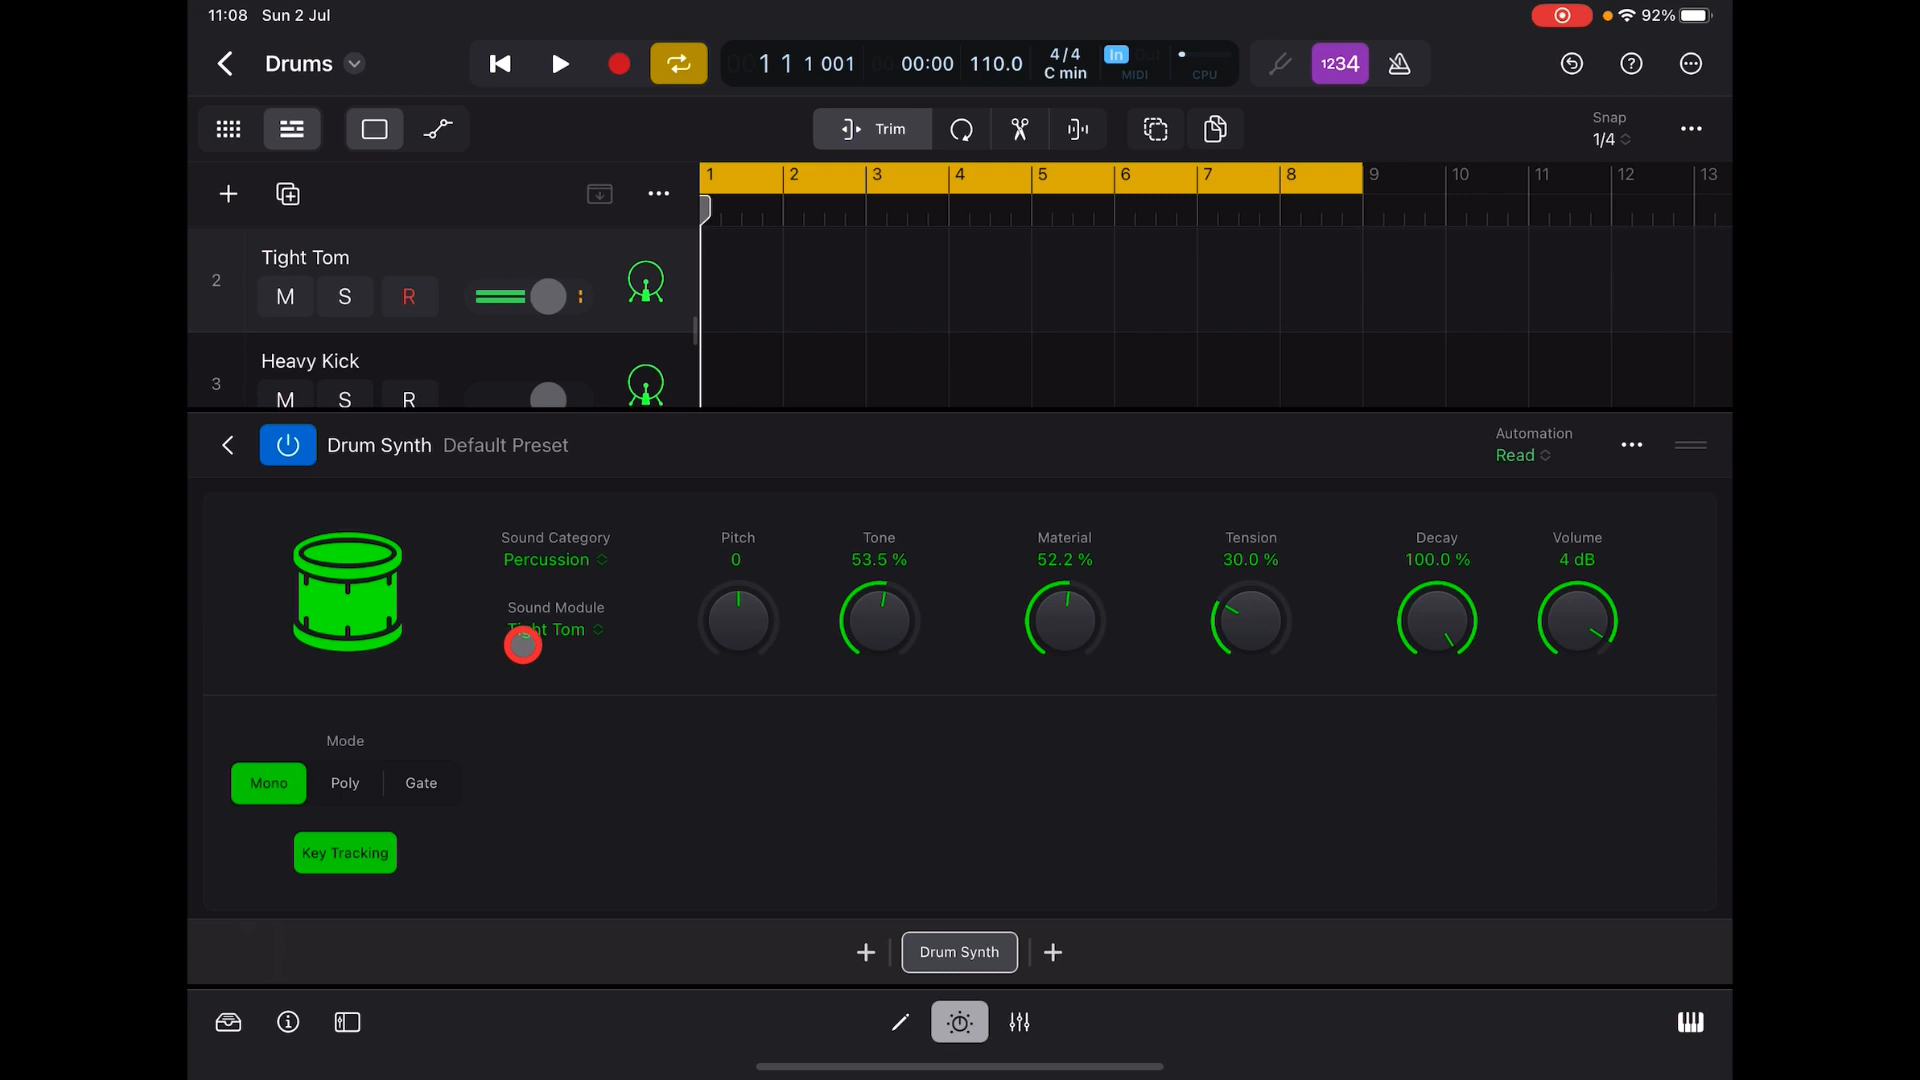 11:08 Sun 2 Jul
92%
Drums
1 1 1 001
00:00
110.0
4/4
C min
In Out
MIDI
CPU
1234
Trim
Snap
1/4
1 2 3 4 5 6 7 8 9 10 11 12 13
2
Tight Tom
M S R
3
Heavy Kick
M S R
Drum Synth Default Preset
Automation
Read
Sound Category
Percussion
Sound Module
Tight Tom
Pitch
0
Tone
53.5 %
Material
52.2 %
Tension
30.0 %
Decay
100.0 %
Volume
4 dB
Mode
Mono Poly Gate
Key Tracking
Drum Synth